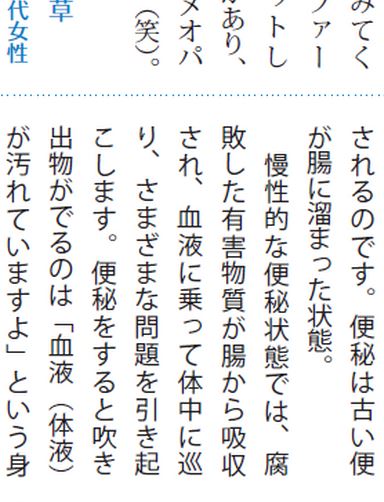 みてく
ファー
ットし
があり、
メオパ
（笑）。
草
代女性
されるのです。便秘は古い便
が腸に溜まった状態。
慢性的な便秘状態では、腐
敗した有害物質が腸から吸収
され、血液に乗って体中に巡
り、さまざまな問題を引き起
こします。便秘をすると吹き
出物がでるのは「血液（体液）
が汚れていますよ」という身